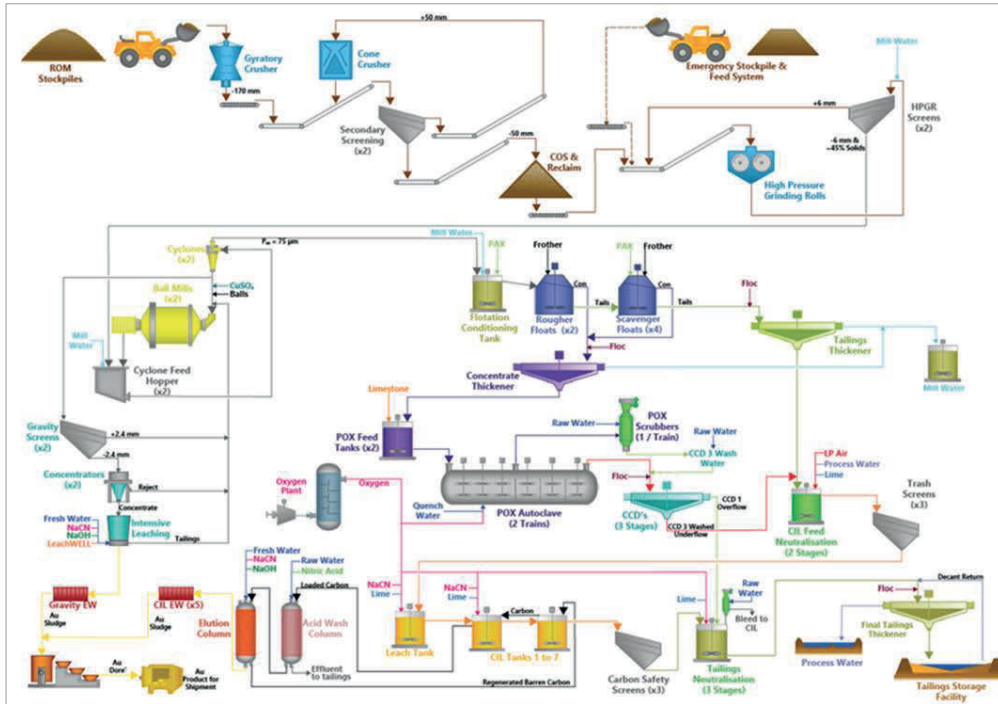 +50 mm
ROM
Stockpiles
Gyratory
Crusher
-170 mm
Cone
Crusher
Secondary
Screening
(x2)
-50 mm
COS &
Reclaim
Emergency Stockpile &
Feed System
Mill Water
+6 mm
-6 mm &
~45% Solids
HPGR
Screens
(x2)
High Pressure
Grinding Rolls
Cyclones
(x2)
P₈₀ < 75 µm
CuSO₄
Balls
Ball Mills
(x2)
Mill
Water
Cyclone Feed
Hopper
(x2)
Mill Water
PAX
Flotation
Conditioning
Tank
Frother
Con
Rougher
Floats (x2)
Tails
PAX
Frother
Con
Scavenger
Floats (x4)
Tails
Floc
Tailings
Thickener
Mill Water
Floc
Concentrate
Thickener
Gravity
Screens
(x2)
+2.4 mm
-2.4 mm
Concentrators
(x2)
Reject
Concentrate
Fresh Water
NaCN
NaOH
LeachWELL
Intensive
Leaching
Tailings
Limestone
POX Feed
Tanks (x2)
Raw Water
POX
Scrubbers
(1 / Train)
Raw Water
CCD 3 Wash
Water
Oxygen
Plant
Oxygen
Quench
Water
POX Autoclave
(2 Trains)
Floc
CCD's
(3 Stages)
CCD 1
Overflow
CCD 3 Washed
Underflow
LP Air
Process Water
Lime
CIL Feed
Neutralisation
(2 Stages)
Trash
Screens
(x3)
Gravity EW
Au
Sludge
CIL EW (x5)
Au
Sludge
Fresh Water
NaCN
NaOH
Elution
Column
Raw Water
Nitric Acid
Acid Wash
Column
Loaded Carbon
Effluent
to tailings
NaCN
Lime
Leach Tank
NaCN
Lime
Carbon
CIL Tanks 1 to 7
Regenerated Barren Carbon
Carbon Safety
Screens (x3)
Lime
Raw
Water
Bleed to
CIL
Tailings
Neutralisation
(3 Stages)
Decant Return
Floc
Final Tailings
Thickener
Process Water
Tailings Storage
Facility
Au
Dore'
Au
Product for
Shipment